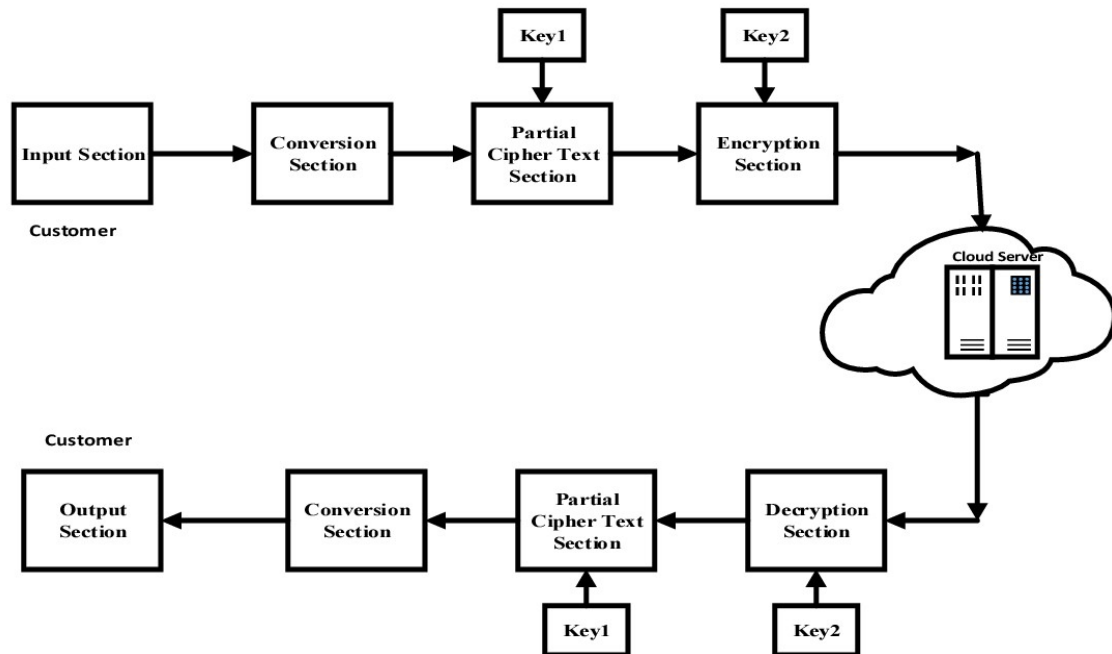 Key1
Key2
Input Section
Conversion
Section
Partial
Cipher Text
Section
Encryption
Section
Customer
Cloud Server
Customer
Output
Section
Conversion
Section
Partial
Cipher Text
Section
Decryption
Section
Key1
Key2